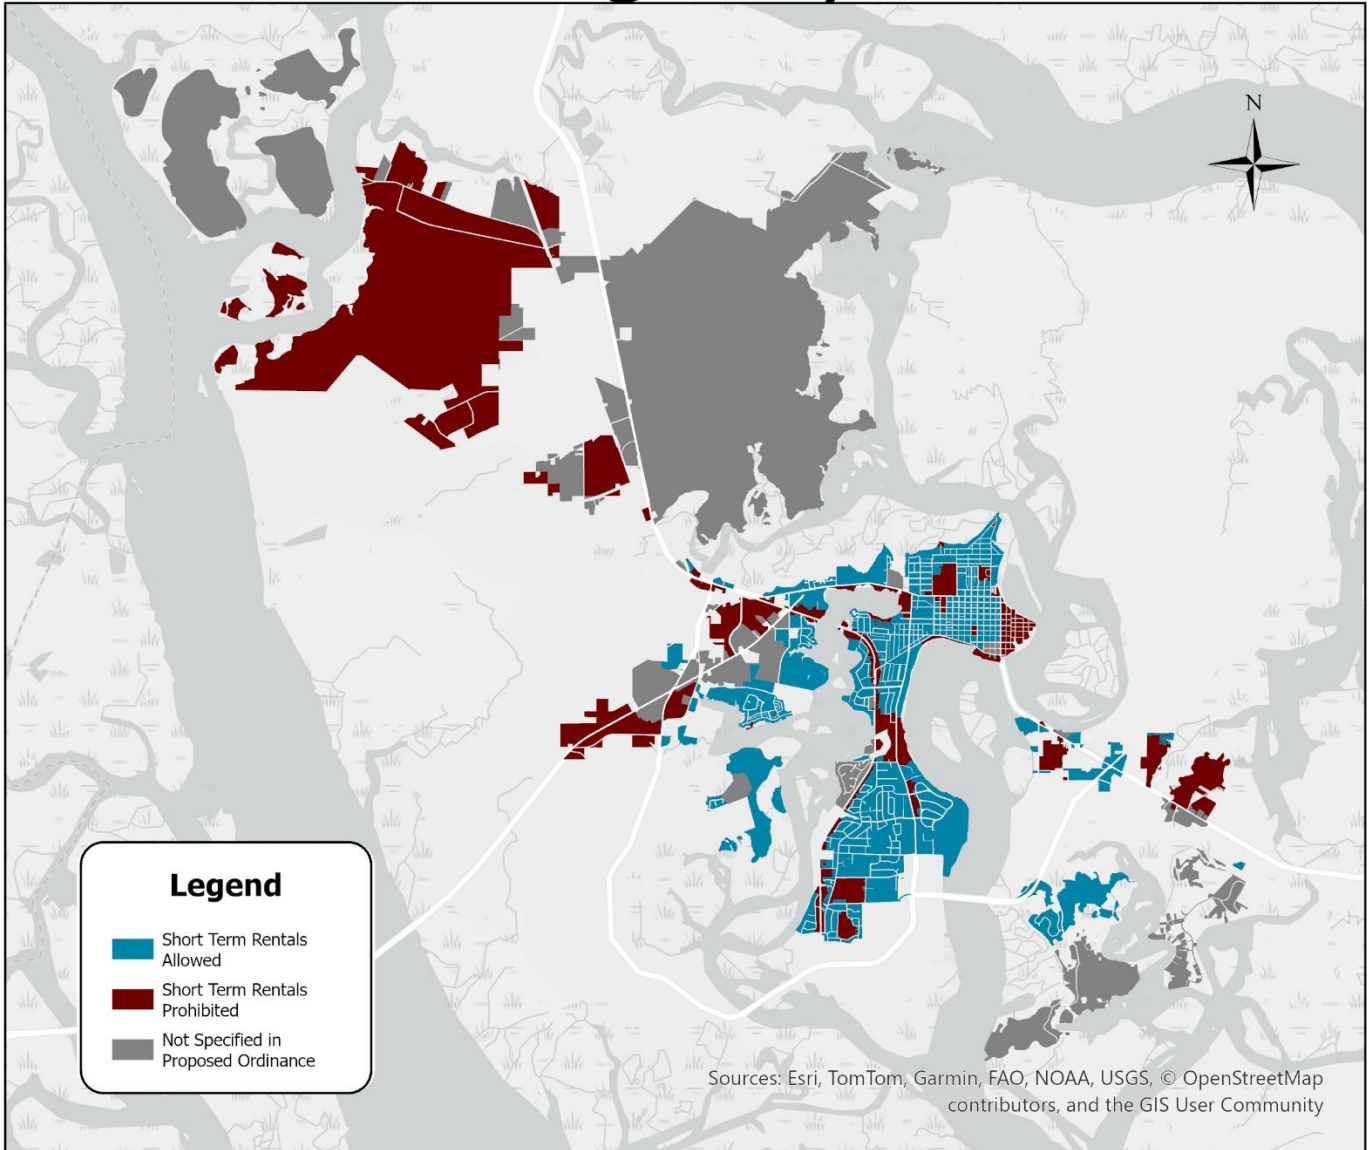 N
Legend
Short Term Rentals
Allowed
Short Term Rentals
Prohibited
Not Specified in
Proposed Ordinance
Sources: Esri, TomTom, Garmin, FAO, NOAA, USGS, © OpenStreetMap
contributors, and the GIS User Community